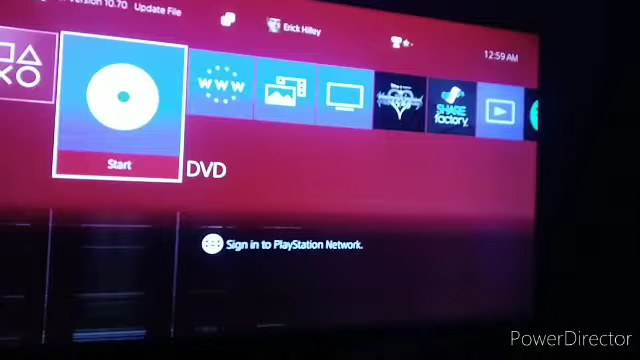 Version 10.70 Update File
Erick Hilley
12:59 AM
WWW
SHARE
factory
Start
DVD
Sign in to PlayStation Network.
PowerDirector